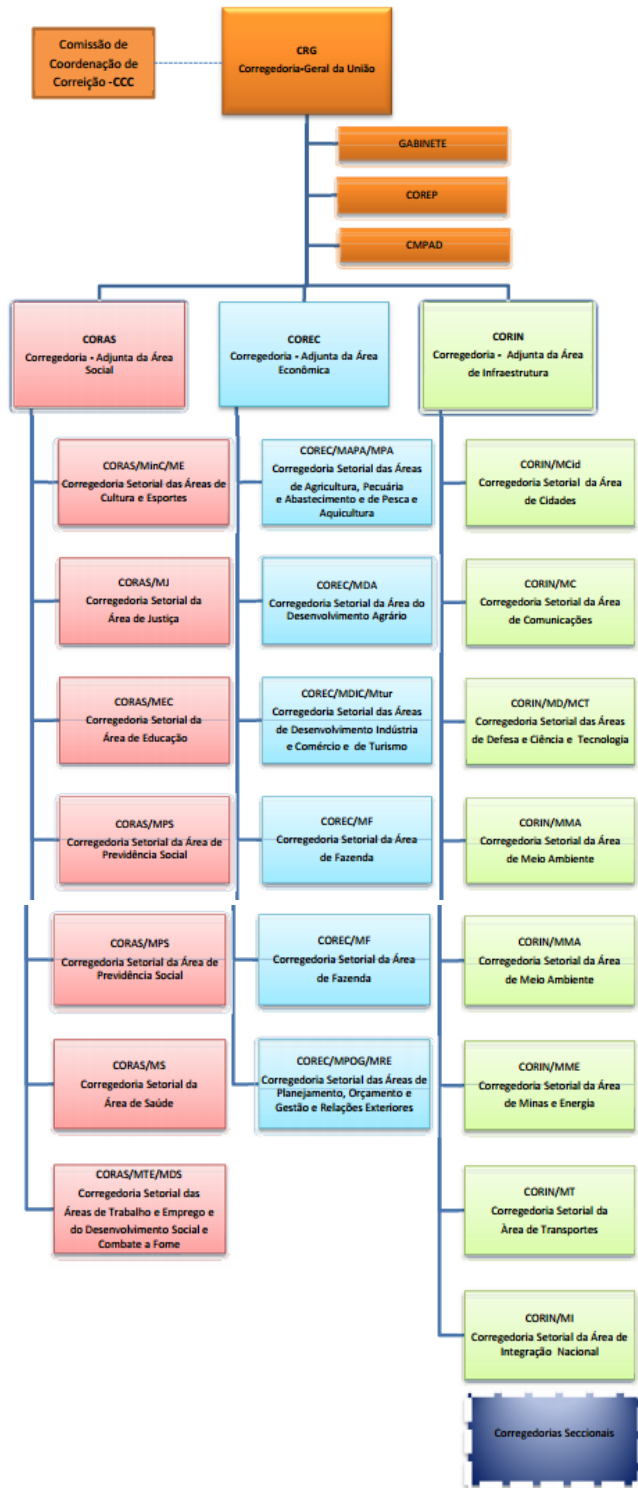 Comissão de
Coordenação de
Correição -CCC
CRG
Corregedoria-Geral da União
GABINETE
COREP
CMPAD
CORAS
Corregedoria - Adjunta da Área
Social
COREC
Corregedoria - Adjunta da Área
Econômica
CORIN
Corregedoria - Adjunta da Área
de Infraestrutura
CORAS/MinC/ME
Corregedoria Setorial das Áreas de
Cultura e Esportes
COREC/MAPA/MPA
Corregedoria Setorial das Áreas
de Agricultura, Pecuária
e Abastecimento e de Pesca e
Aquicultura
CORIN/MCid
Corregedoria Setorial da Área
de Cidades
CORAS/MJ
Corregedoria Setorial da
Área de Justiça
COREC/MDA
Corregedoria Setorial da Área do
Desenvolvimento Agrário
CORIN/MC
Corregedoria Setorial da Área
de Comunicações
CORAS/MEC
Corregedoria Setorial da
Área de Educação
COREC/MDIC/Mtur
Corregedoria Setorial das Áreas
de Desenvolvimento Indústria
e Comércio e de Turismo
CORIN/MD/MCT
Corregedoria Setorial das Áreas
de Defesa e Ciência e Tecnologia
CORAS/MPS
Corregedoria Setorial da Área de
Previdência Social
COREC/MF
Corregedoria Setorial da Área
de Fazenda
CORIN/MMA
Corregedoria Setorial da Área
de Meio Ambiente
CORAS/MPS
Corregedoria Setorial da Área de
Previdência Social
COREC/MF
Corregedoria Setorial da Área
de Fazenda
CORIN/MMA
Corregedoria Setorial da Área
de Meio Ambiente
CORAS/MS
Corregedoria Setorial da
Área de Saúde
COREC/MPOG/MRE
Corregedoria Setorial das Áreas de
Planejamento, Orçamento e
Gestão e Relações Exteriores
CORIN/MME
Corregedoria Setorial da Área
de Minas e Energia
CORAS/MTE/MDS
Corregedoria Setorial das
Áreas de Trabalho e Emprego e
do Desenvolvimento Social e
Combate a Fome
CORIN/MT
Corregedoria Setorial da
Àrea de Transportes
CORIN/MI
Corregedoria Setorial da Área de
Integração Nacional
Corregedorias Seccionais